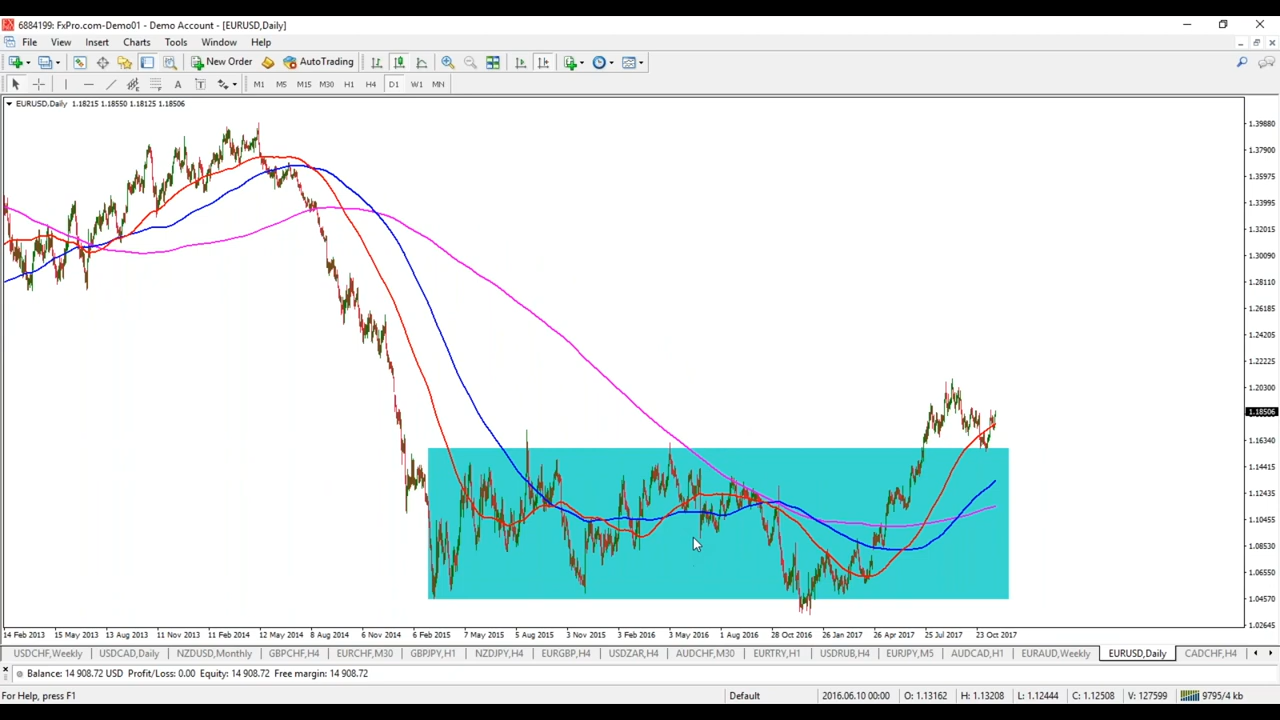 6884199: FxPro.com-Demo01 - Demo Account - [EURUSD,Daily]
File View Insert Charts Tools Window Help
New Order AutoTrading
A T M1 M5 M15 M30 H1 H4 D1 W1 MN
EURUSD,Daily 1.18215 1.18550 1.18125 1.18506
1.39880
1.37900
1.35975
1.33995
1.32015
1.30090
1.28110
1.26185
1.24205
1.22225
1.20300
1.18506
1.16340
1.14415
1.12435
1.10455
1.08530
1.06550
1.04570
1.02645
14 Feb 2013 15 May 2013 13 Aug 2013 11 Nov 2013 11 Feb 2014 12 May 2014 8 Aug 2014 6 Nov 2014 6 Feb 2015 7 May 2015 5 Aug 2015 3 Nov 2015 3 Feb 2016 3 May 2016 1 Aug 2016 28 Oct 2016 26 Jan 2017 26 Apr 2017 25 Jul 2017 23 Oct 2017
USDCHF,Weekly USDCAD,Daily NZDUSD,Monthly GBPCHF,H4 EURCHF,M30 GBPJPY,H1 NZDJPY,H4 EURGBP,H4 USDZAR,H4 AUDCHF,M30 EURTRY,H1 USDRUB,H4 EURJPY,M5 AUDCAD,H1 EURAUD,Weekly EURUSD,Daily CADCHF,H4
Balance: 14 908.72 USD Profit/Loss: 0.00 Equity: 14 908.72 Free margin: 14 908.72
For Help, press F1 Default 2016.06.10 00:00 O: 1.13162 H: 1.13208 L: 1.12444 C: 1.12508 V: 127599 9795/4 kb